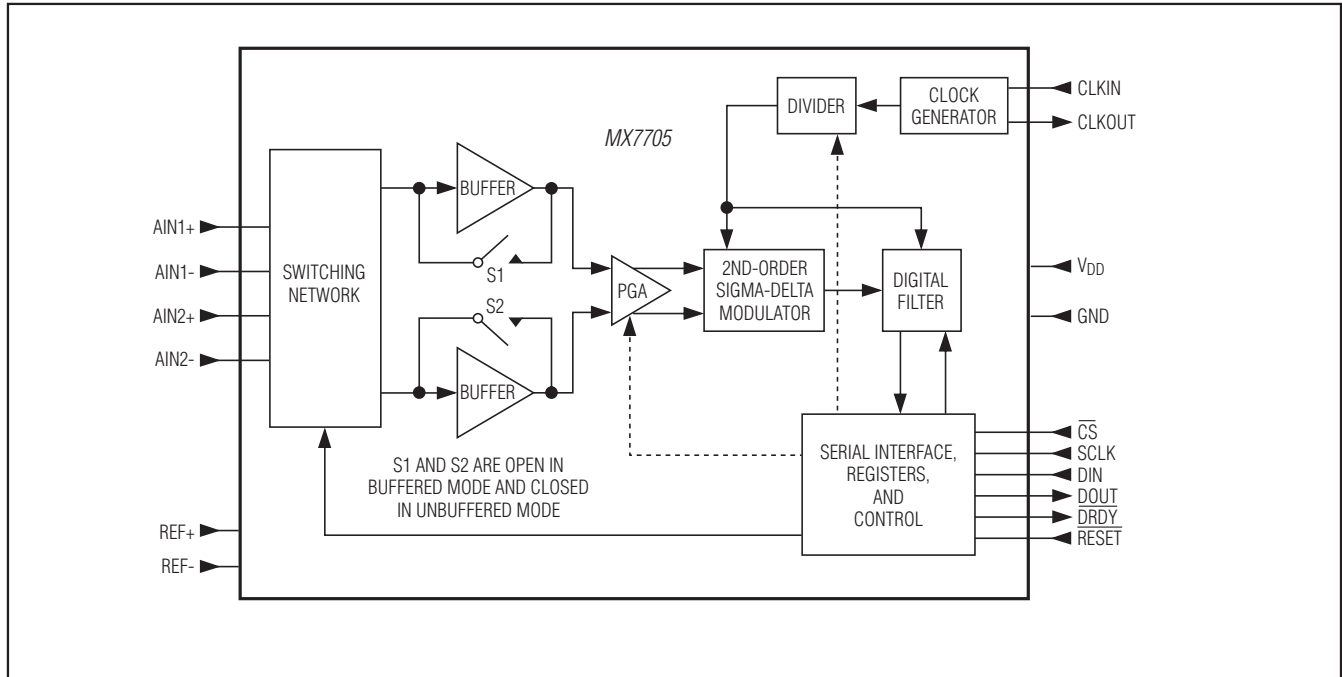 CLKIN
CLKOUT
DIVIDER
CLOCK
GENERATOR
MX7705
BUFFER
S1
AIN1+
AIN1-
AIN2+
AIN2-
SWITCHING
NETWORK
PGA
2ND-ORDER
SIGMA-DELTA
MODULATOR
DIGITAL
FILTER
VDD
GND
S2
BUFFER
S1 AND S2 ARE OPEN IN
BUFFERED MODE AND CLOSED
IN UNBUFFERED MODE
SERIAL INTERFACE,
REGISTERS,
AND
CONTROL
CS
SCLK
DIN
DOUT
DRDY
RESET
REF+
REF-